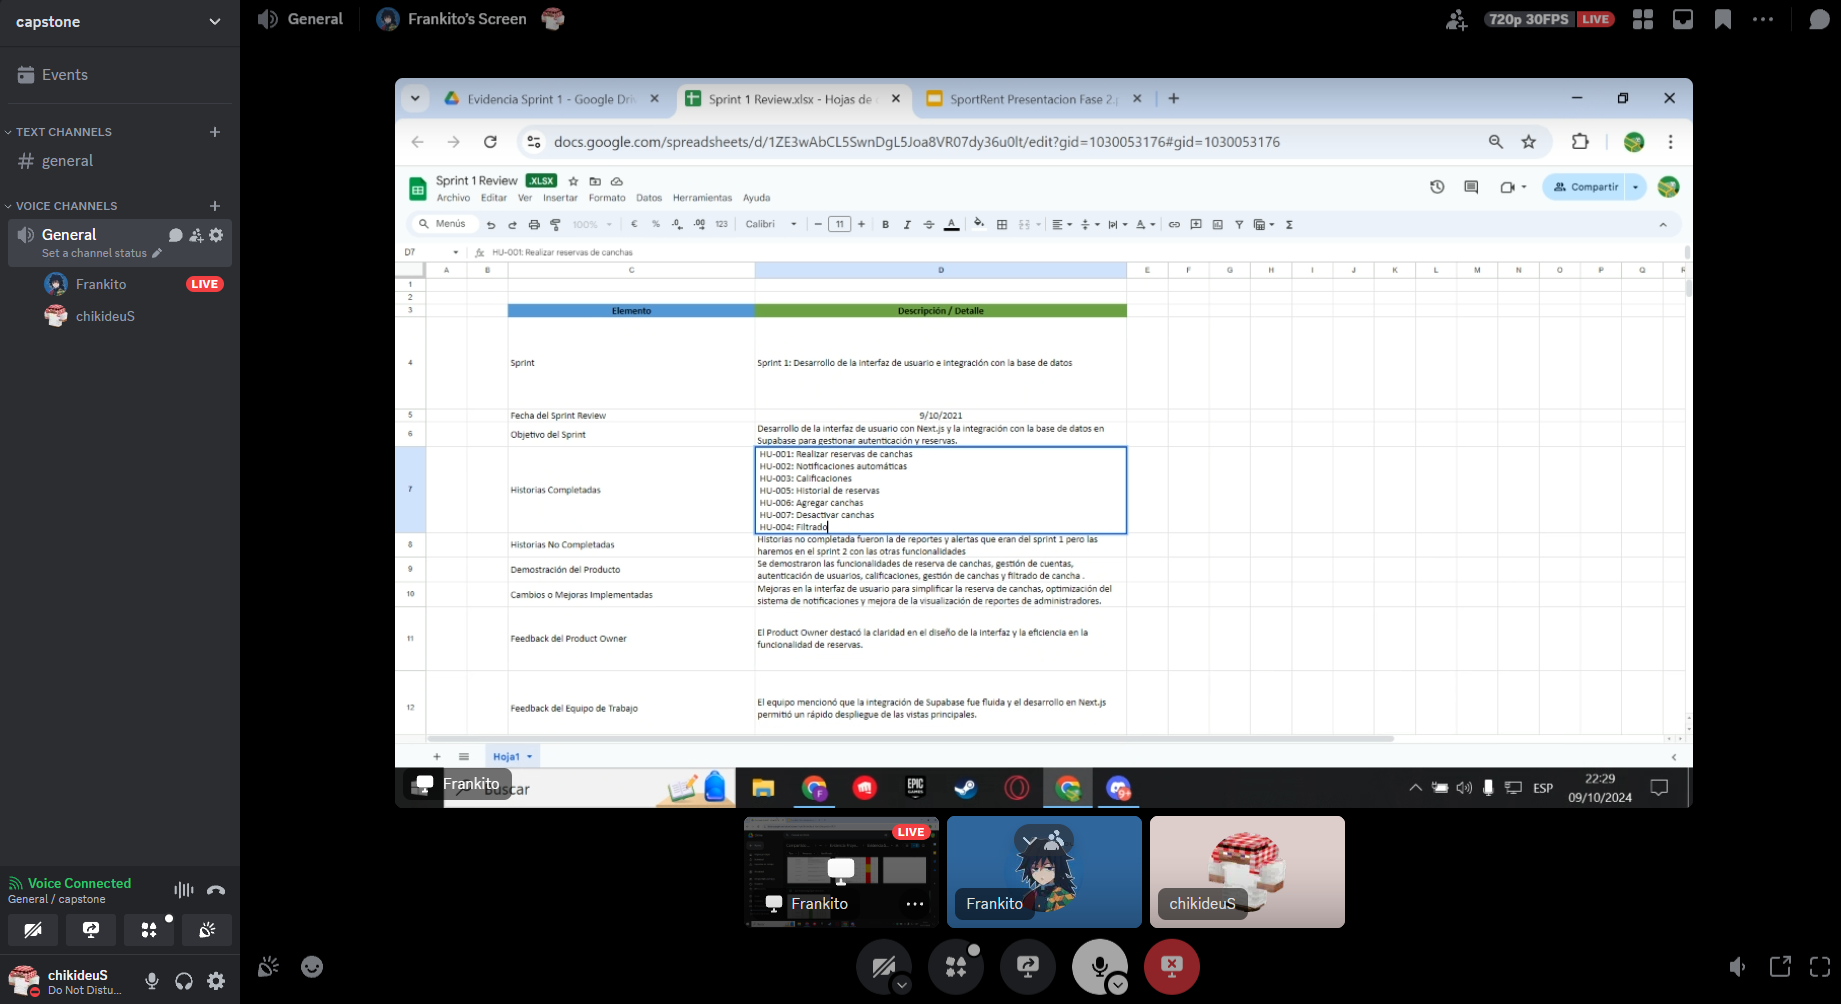 capstone
Events
TEXT CHANNELS
general
VOICE CHANNELS
General
Set a channel status
Frankito
LIVE
chikideuS
Voice Connected
General / capstone
chikideuS
Do Not Distu...
General
Frankito's Screen
720p 30FPS LIVE
Evidencia Sprint 1 - Google Dri
Sprint 1 Review.xlsx - Hojas de
SportRent Presentacion Fase 2.
docs.google.com/spreadsheets/d/1ZE3wAbCL5SwnDgL5Joa8VR07dy36u0lt/edit?gid=1030053176#gid=1030053176
Sprint 1 Review .XLSX
Archivo Editar Ver Insertar Formato Datos Herramientas Ayuda
Compartir
Menús 100% € % .0 .00 123 Calibri 11 B I A Σ
D7 fx HU-001: Realizar reservas de canchas
A B C D E F G H I J K L M N O P Q R
1
2
3 Elemento Descripción / Detalle
4 Sprint Sprint 1: Desarrollo de la interfaz de usuario e integración con la base de datos
5 Fecha del Sprint Review 9/10/2021
6 Objetivo del Sprint Desarrollo de la interfaz de usuario con Next.js y la integración con la base de datos en
Supabase para gestionar autenticación y reservas.
7 Historias Completadas
HU-001: Realizar reservas de canchas
HU-002: Notificaciones automáticas
HU-003: Calificaciones
HU-005: Historial de reservas
HU-006: Agregar canchas
HU-007: Desactivar canchas
HU-004: Filtrado
8 Historias No Completadas Historias no completada fueron la de reportes y alertas que eran del sprint 1 pero las
haremos en el sprint 2 con las otras funcionalidades
9 Demostración del Producto Se demostraron las funcionalidades de reserva de canchas, gestión de cuentas,
autenticación de usuarios, calificaciones, gestión de canchas y filtrado de cancha .
10 Cambios o Mejoras Implementadas Mejoras en la interfaz de usuario para simplificar la reserva de canchas, optimización del
sistema de notificaciones y mejora de la visualización de reportes de administradores.
11 Feedback del Product Owner El Product Owner destacó la claridad en el diseño de la interfaz y la eficiencia en la
funcionalidad de reservas.
12 Feedback del Equipo de Trabajo El equipo mencionó que la integración de Supabase fue fluida y el desarrollo en Next.js
permitió un rápido despliegue de las vistas principales.
Hoja1
Frankito
uscar
EPIC GAMES
9+
ESP
22:29
09/10/2024
LIVE
Frankito
Frankito
chikideuS